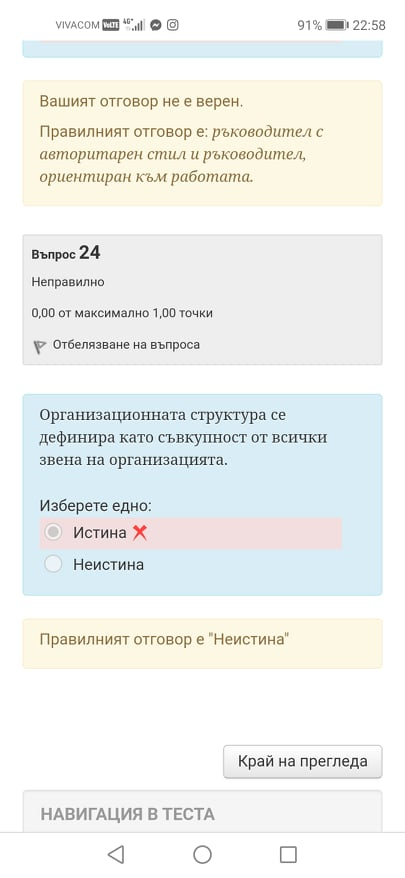 VIVACOM VoLTE 4G+ 91% 22:58
Вашият отговор не е верен.
Правилният отговор е: ръководител с
авторитарен стил и ръководител,
ориентиран към работата.
Въпрос 24
Неправилно
0,00 от максимално 1,00 точки
Отбелязване на въпроса
Организационната структура се
дефинира като съвкупност от всички
звена на организацията.
Изберете едно:
Истина
Неистина
Правилният отговор е "Неистина"
Край на прегледа
НАВИГАЦИЯ В ТЕСТА